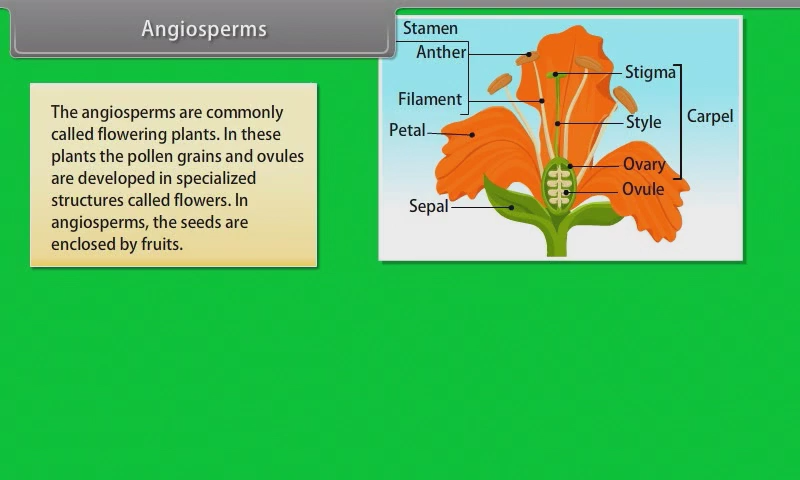 Angiosperms
The angiosperms are commonly
called flowering plants. In these
plants the pollen grains and ovules
are developed in specialized
structures called flowers. In
angiosperms, the seeds are
enclosed by fruits.
Stamen
Anther
Filament
Petal
Sepal
Stigma
Style
Carpel
Ovary
Ovule